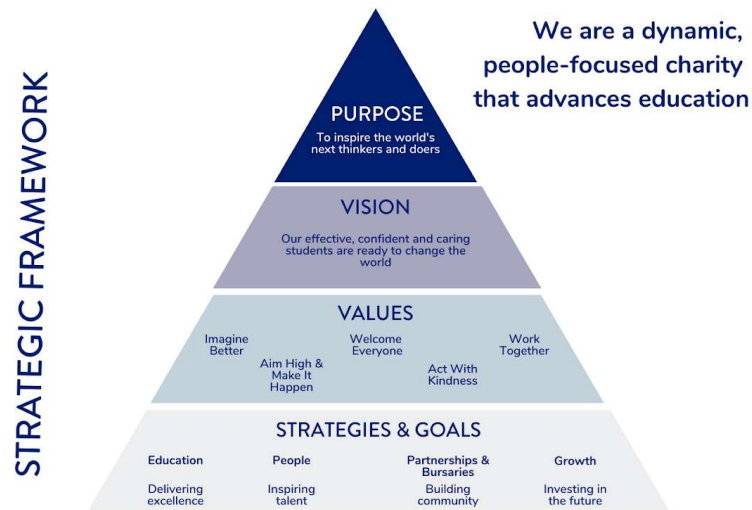 STRATEGIC FRAMEWORK
We are a dynamic,
people-focused charity
that advances education
PURPOSE
To inspire the world's
next thinkers and doers
VISION
Our effective, confident and caring
students are ready to change the
world
VALUES
Imagine
Better
Aim High &
Make It
Happen
Welcome
Everyone
Act With
Kindness
Work
Together
STRATEGIES & GOALS
Education
Delivering
excellence
People
Inspiring
talent
Partnerships &
Bursaries
Building
community
Growth
Investing in
the future